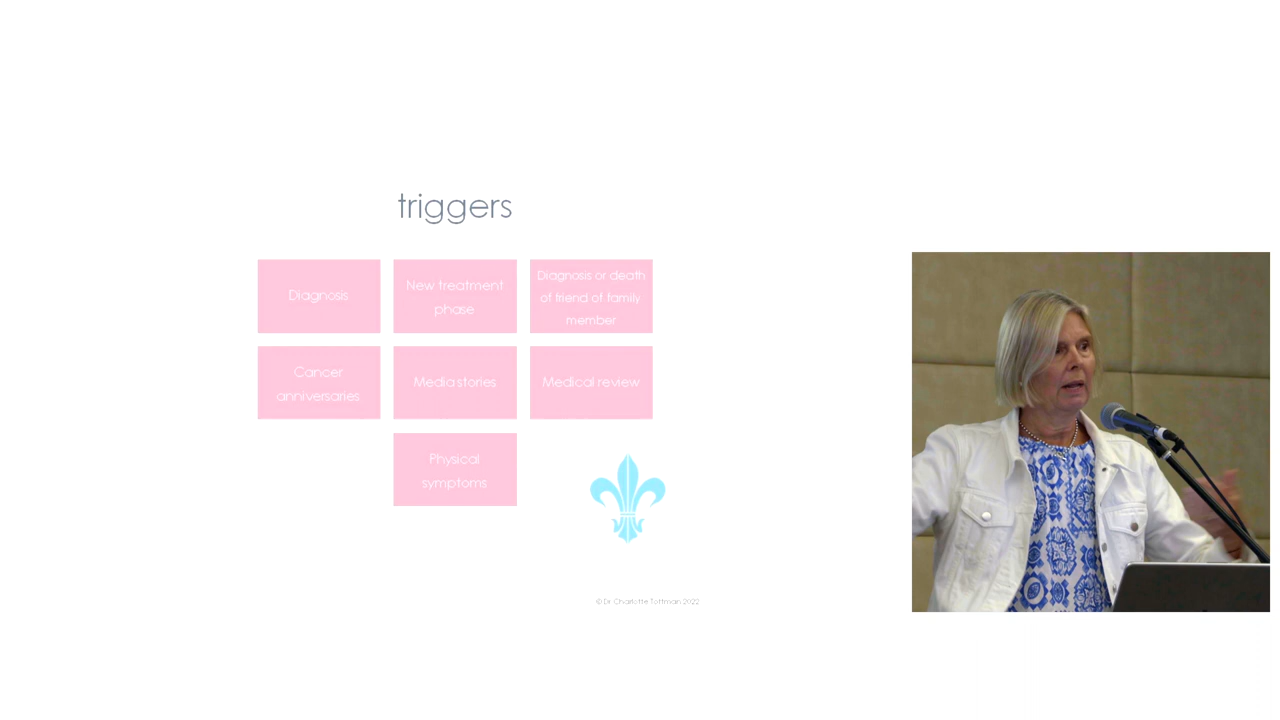 triggers
Diagnosis
New treatment
phase
Diagnosis or death
of friend of family
member
Cancer
anniversaries
Media stories
Medical review
Physical
symptoms
© Dr Charlotte Tottman 2022